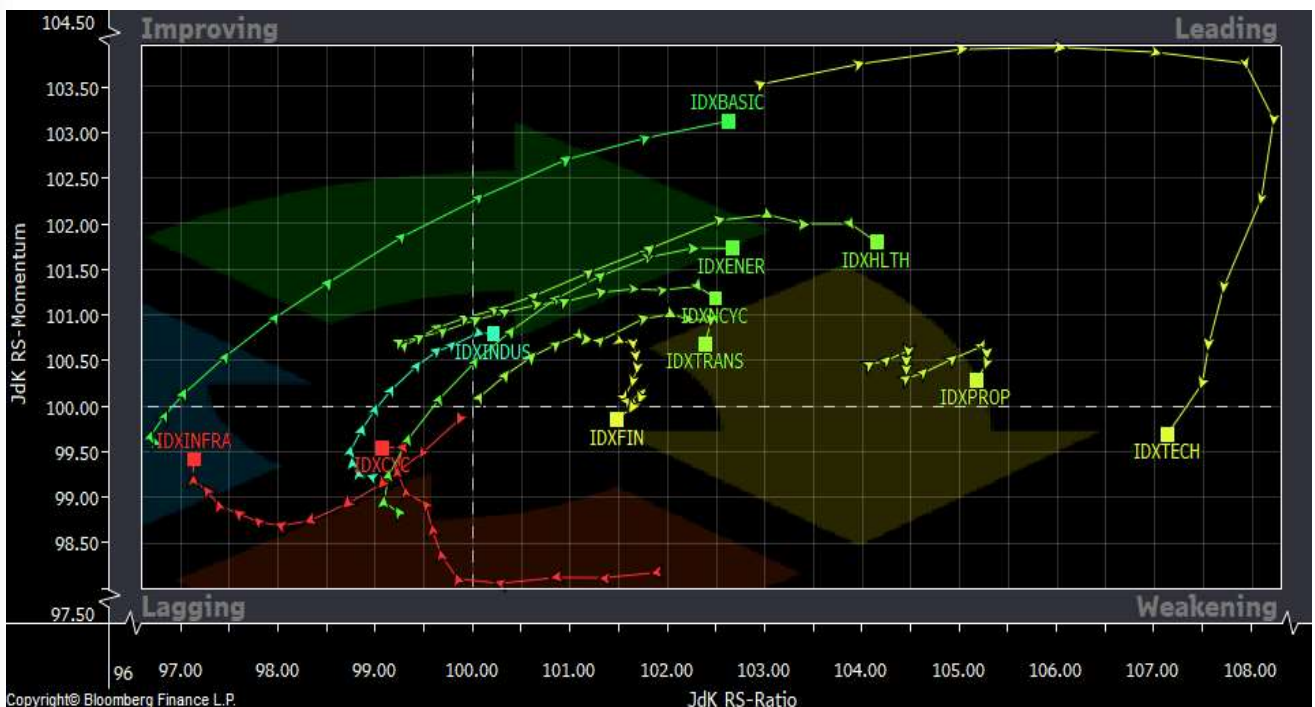 104.50
Improving
Leading
103.50
IDXBASIC
103.00
102.50
102.00
101.50
IDXENER
IDXHLTH
101.00
IDXNCYC
IDXINDUS
IDXTRANS
100.50
IDXPROP
100.00
IDXFIN
IDXINFRA
IDXCYC
IDXTECH
99.50
99.00
98.50
97.50
Lagging
Weakening
JdK RS-Momentum
96 97.00 98.00 99.00 100.00 101.00 102.00 103.00 104.00 105.00 106.00 107.00 108.00
Copyright© Bloomberg Finance L.P.
JdK RS-Ratio